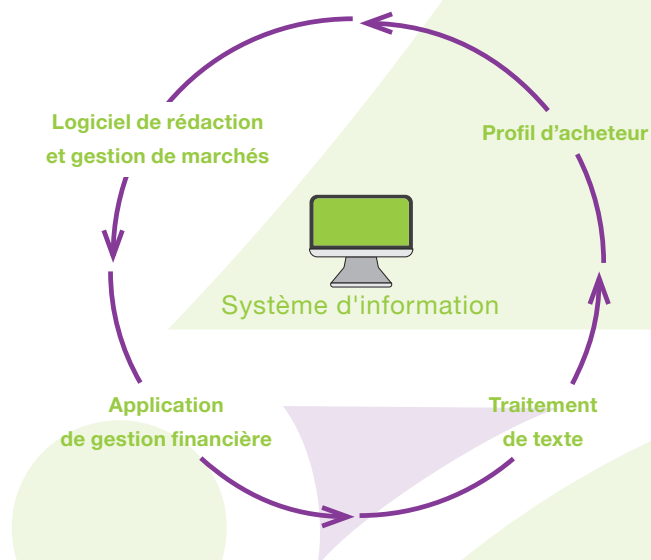 Logiciel de rédaction
et gestion de marchés
Profil d’acheteur
Système d'information
Application
de gestion financière
Traitement
de texte